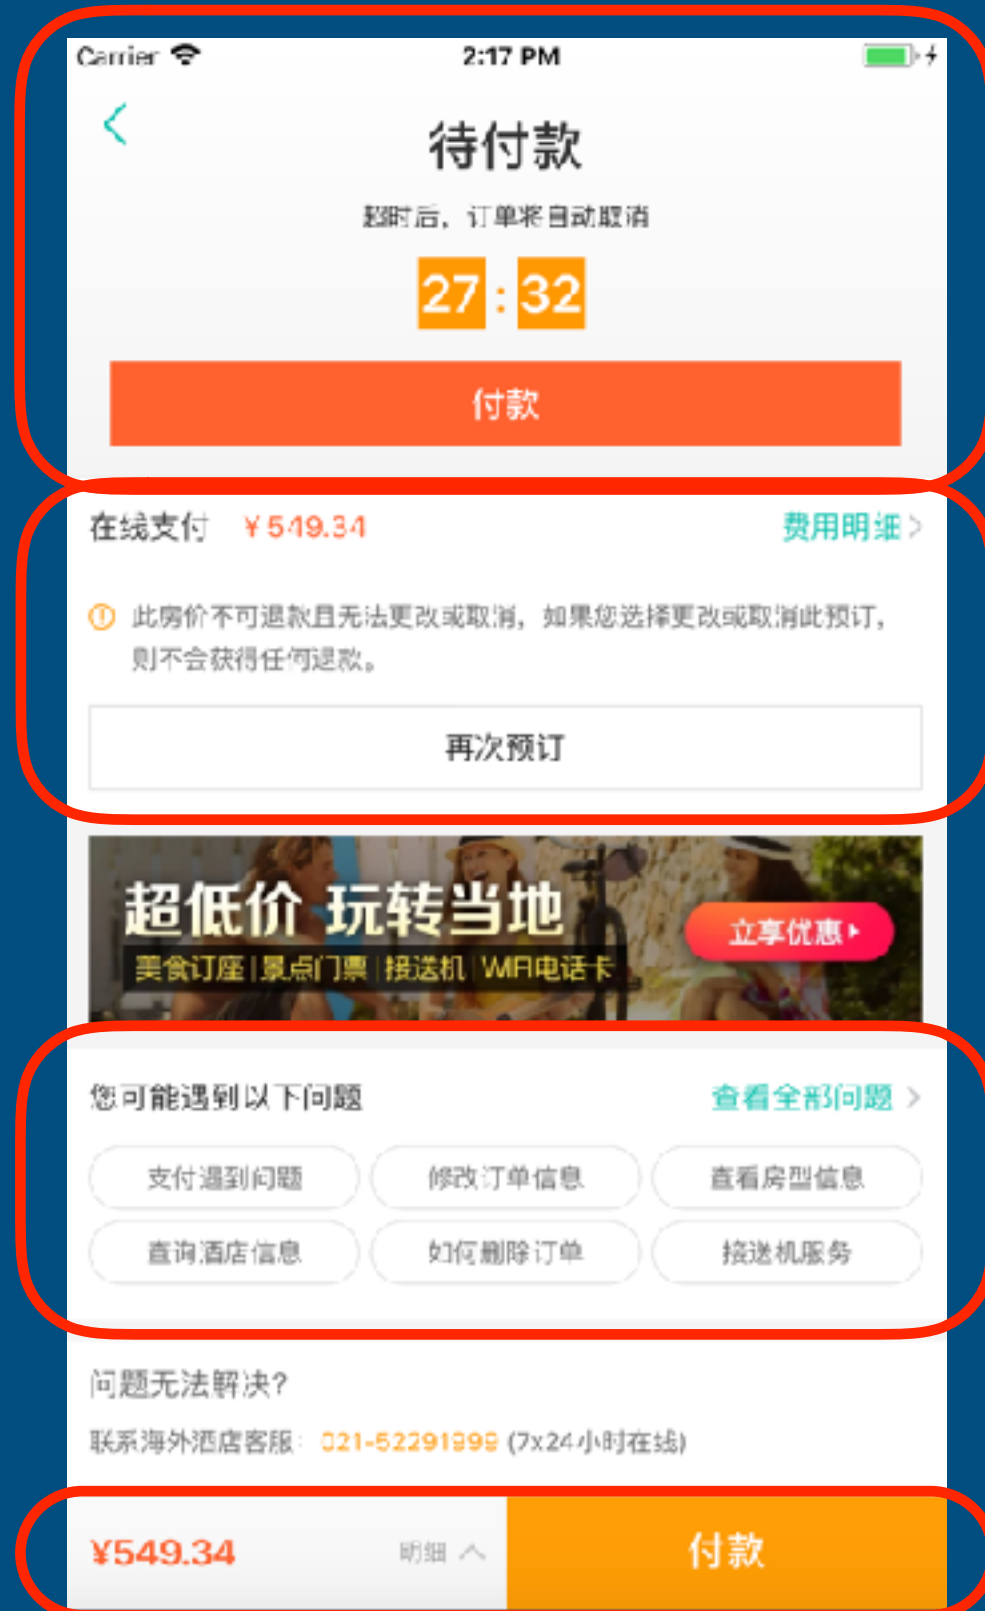 Carrier 2:17 PM
待付款
超时后，订单将自动取消
27 : 32
付款
在线支付 ¥ 549.34 费用明细
此房价不可退款且无法更改或取消，如果您选择更改或取消此预订，
则不会获得任何退款。
再次预订
超低价 玩转当地
美食订座|景点门票|接送机|WIFI电话卡
立享优惠
您可能遇到以下问题 查看全部问题
支付遇到问题 修改订单信息 查看房型信息
查询酒店信息 如何删除订单 接送机服务
问题无法解决?
联系海外酒店客服: 021-52291999 (7x24小时在线)
¥549.34 明细 付款